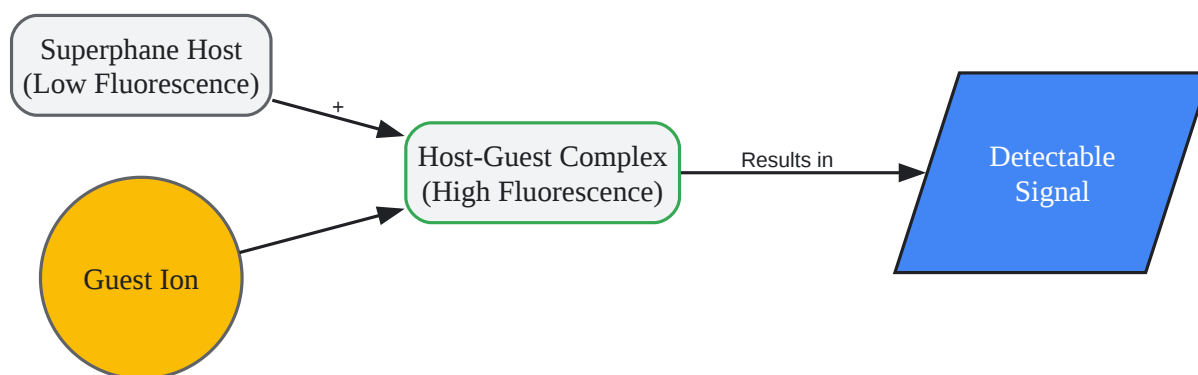 Superphane Host
(Low Fluorescence)
+
Guest Ion
Host-Guest Complex
(High Fluorescence)
Results in
Detectable
Signal